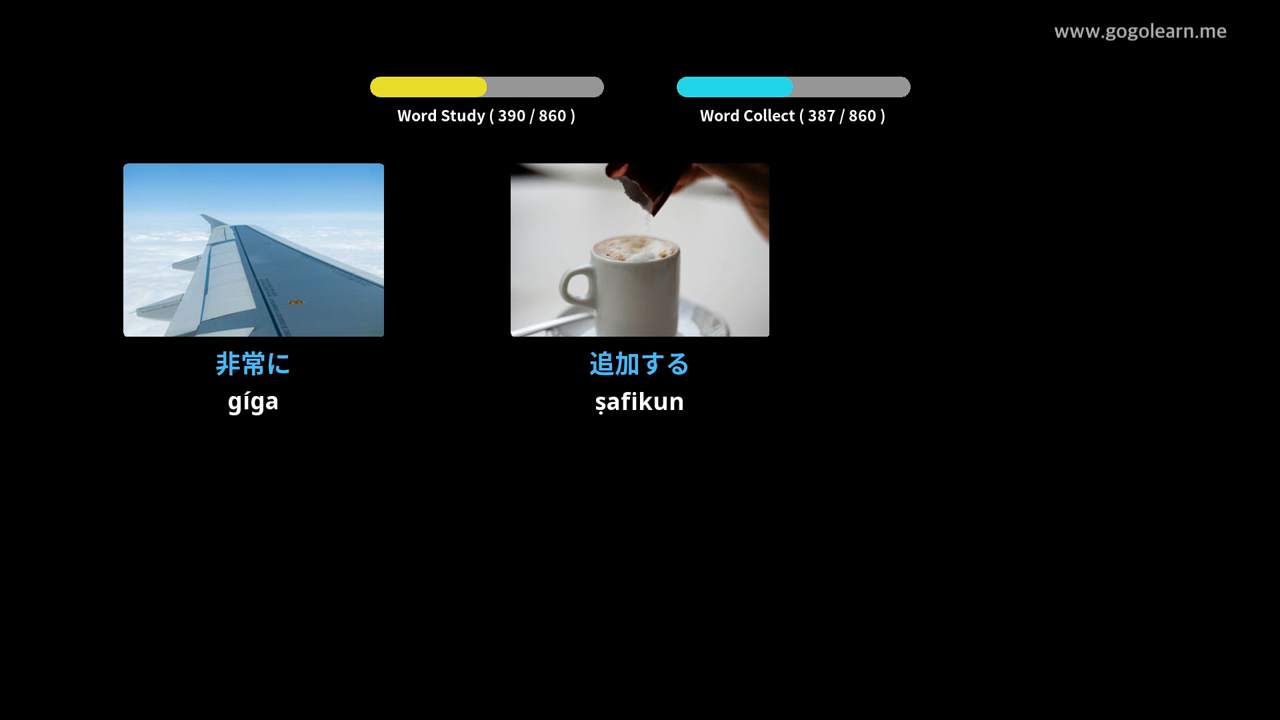 www.gogolearn.me
Word Study ( 390 / 860 )
Word Collect ( 387 / 860 )
非常に
gíga
追加する
ṣafikun